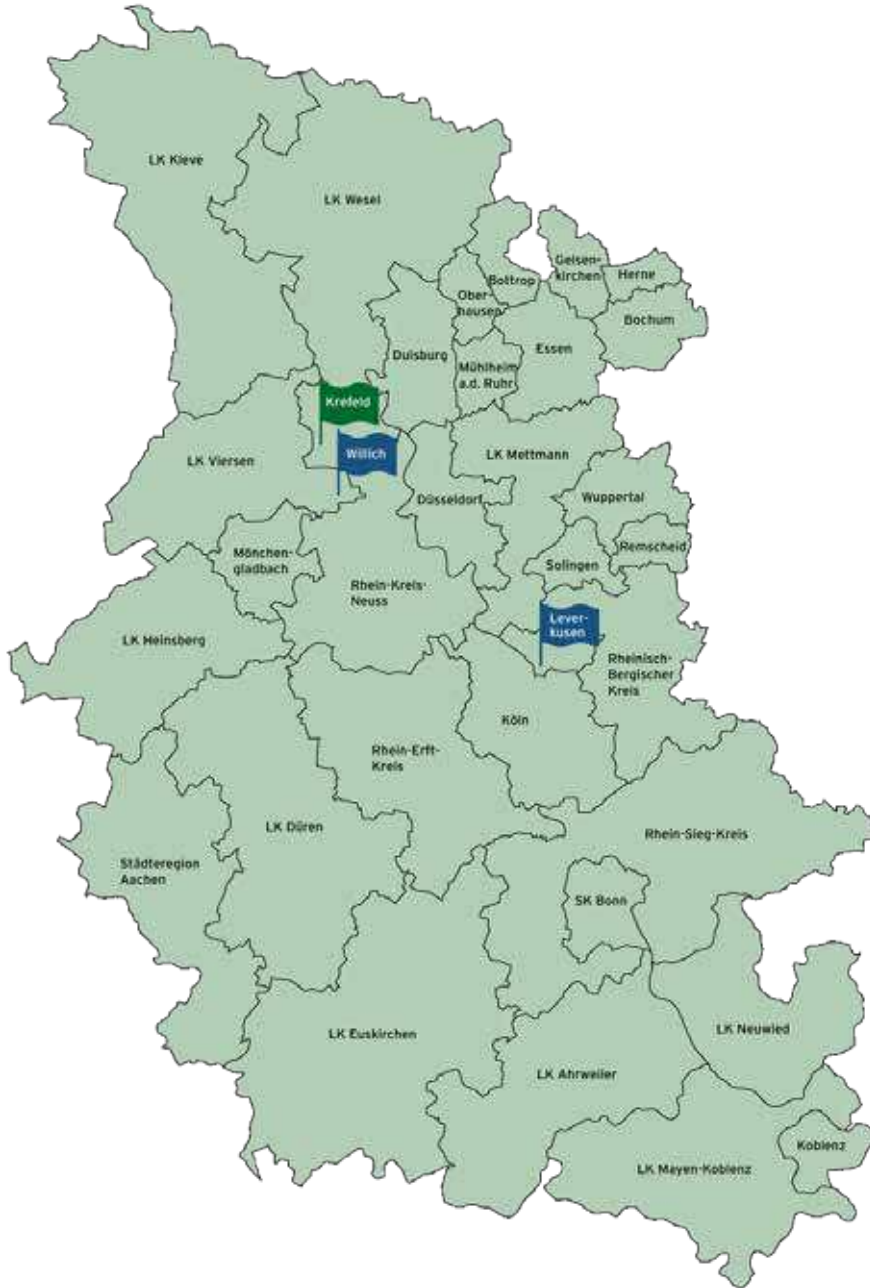 LK Kleve
LK Wesel
Geisen-
kirchen
Herne
Bottrop
Ober-
hausen
Bochum
Essen
Duisburg
Mühlheim
a.d. Ruhr
Krefeld
Willich
LK Viersen
LK Mettmann
Düsseldorf
Wuppertal
Mönchen-
gladbach
Solingen
Remscheid
Rhein-Kreis-
Neuss
Lever-
kusen
LK Heinsberg
Rheinisch-
Bergischer
Kreis
Köln
Rhein-Erft-
Kreis
LK Düren
Rhein-Sieg-Kreis
Städteregion
Aachen
SK Bonn
LK Euskirchen
LK Neuwied
LK Ahrweiler
Koblenz
LK Mayen-Koblenz